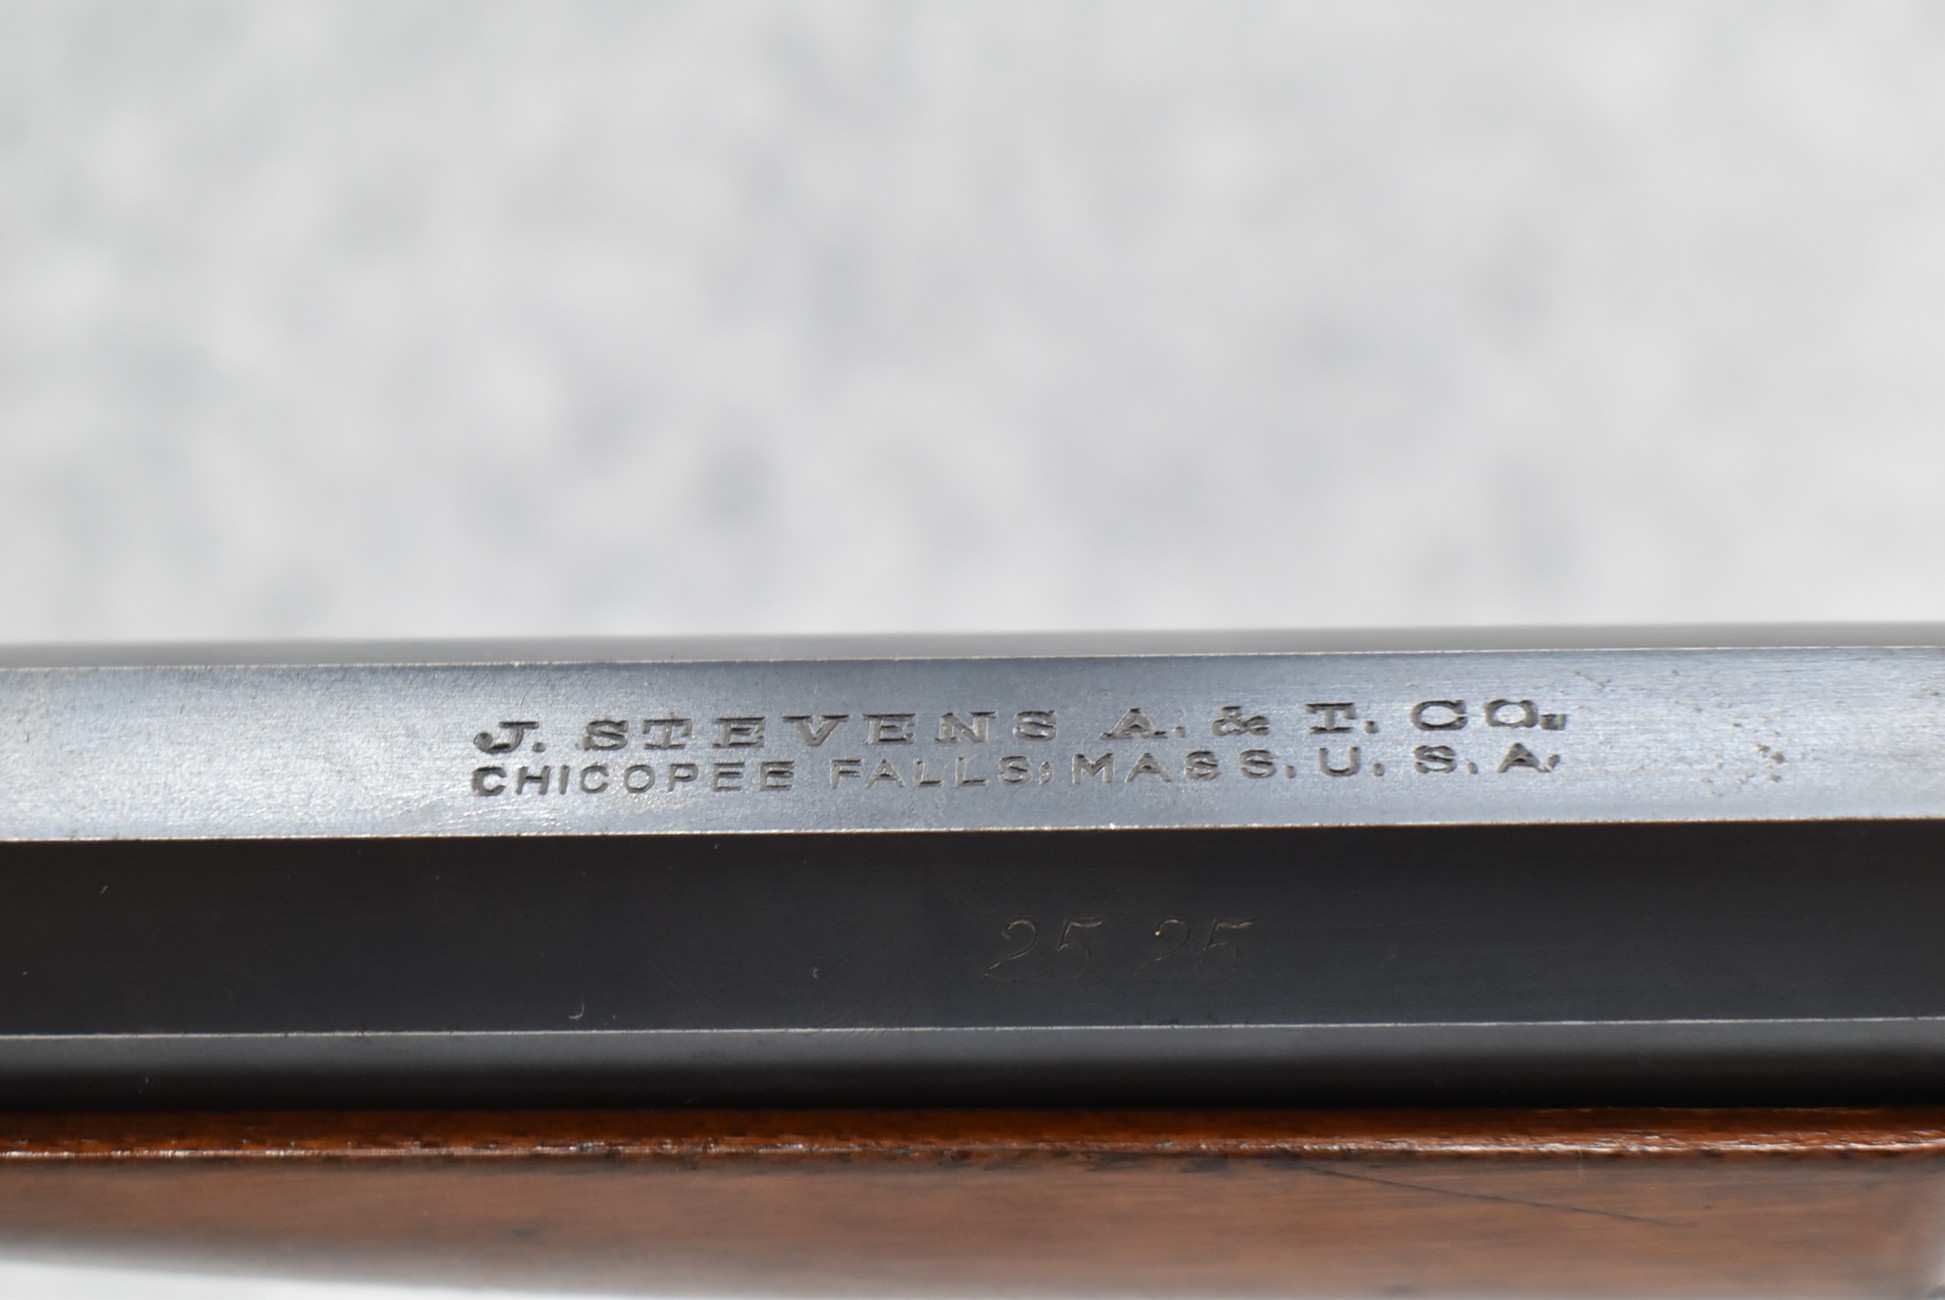 J. STEVENS A. & T. CO.
CHICOPEE FALLS, MASS. U. S. A.
25 25